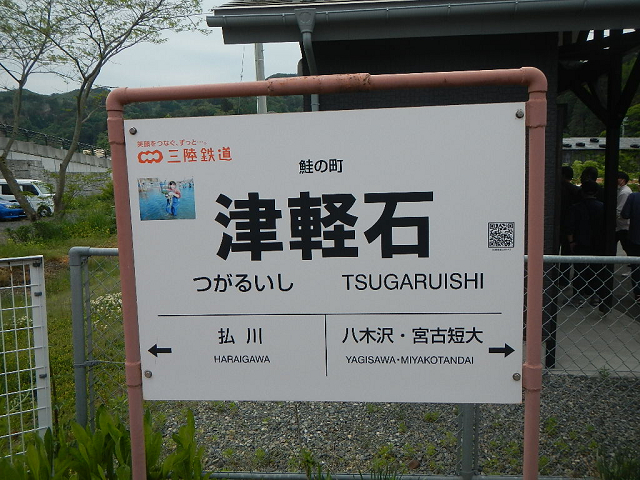 笑顔をつなぐ、ずっと…。
三陸鉄道
鮭の町
津軽石
つがるいし TSUGARUISHI
払川 八木沢・宮古短大
HARAIGAWA YAGISAWA・MIYAKOTANDAI